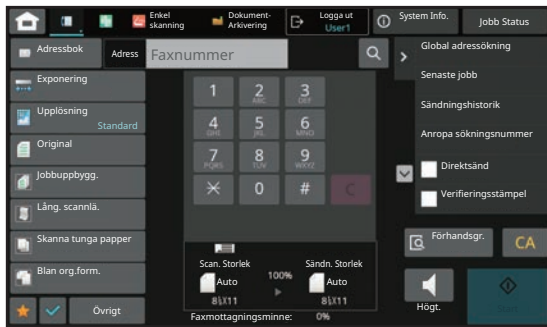 Enkel skanning
Dokument-Arkivering
Logga ut
User1
System Info.
Jobb Status
Adressbok
Adress
Faxnummer
Global adressökning
Senaste jobb
Sändningshistorik
Anropa sökningsnummer
Direktsänd
Verifieringsstämpel
Exponering
Upplösning
Standard
Original
Jobbuppbygg.
Lång. scannlä.
Skanna tunga papper
Blan org.form.
Övrigt
1 2 3
ABC DEF
4 5 6
GHI JKL MNO
7 8 9
PQRS TUV WXYZ
0 #
C
Scan. Storlek
100%
Sändn. Storlek
Auto
Auto
8½X11
8½X11
Faxmottagningsminne: 0%
Förhandsgr.
CA
Högt.
Start